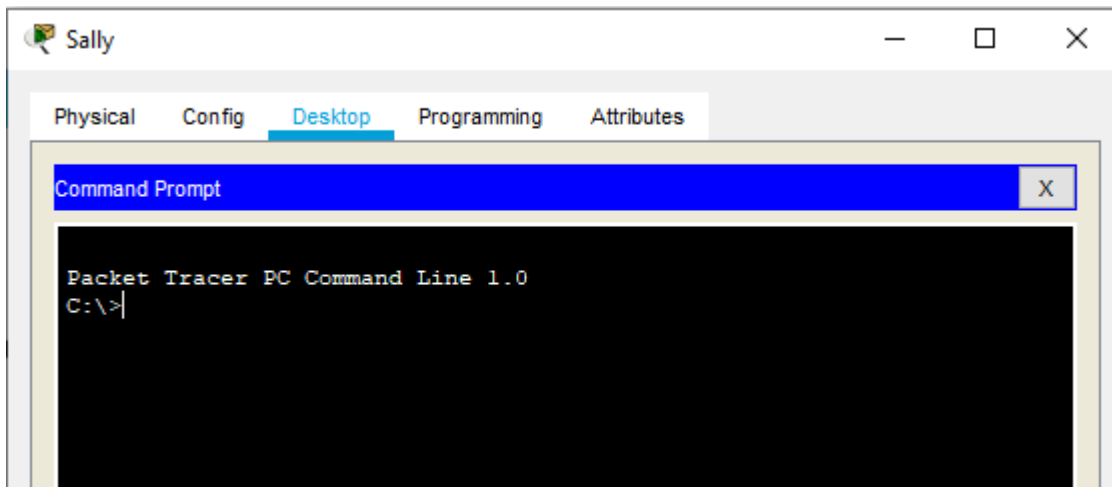 Sally
Physical Config Desktop Programming Attributes
Command Prompt X
Packet Tracer PC Command Line 1.0
C:\>